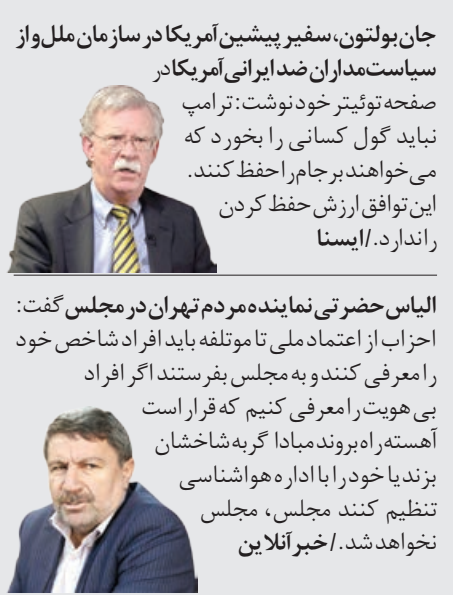 جان بولتون، سفیر پیشین آمریکا در سازمان ملل و از
سیاست‌مداران ضد ایرانی آمریکا در
صفحه توئیتر خود نوشت: ترامپ
نباید گول کسانی را بخورد که
می‌خواهند برجام را حفظ کنند.
این توافق ارزش حفظ کردن
را ندارد./ ایسنا
الیاس حضرتی نماینده مردم تهران در مجلس گفت:
احزاب از اعتماد ملی تا موتلفه باید افراد شاخص خود
را معرفی کنند و به مجلس بفرستند اگر افراد
بی هویت را معرفی کنیم که قرار است
آهسته راه بروند مبادا گربه شاخشان
بزند یا خود را با اداره هواشناسی
تنظیم کنند مجلس، مجلس
نخواهد شد./ خبرآنلاین